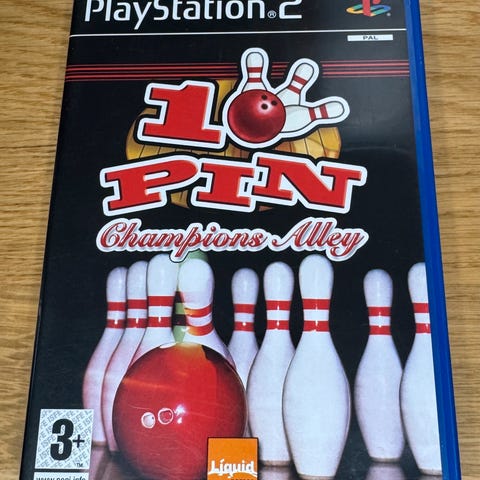 PlayStation®2
PAL
10
PIN
Champions Alley
3+
www.pegi.info
Liquid